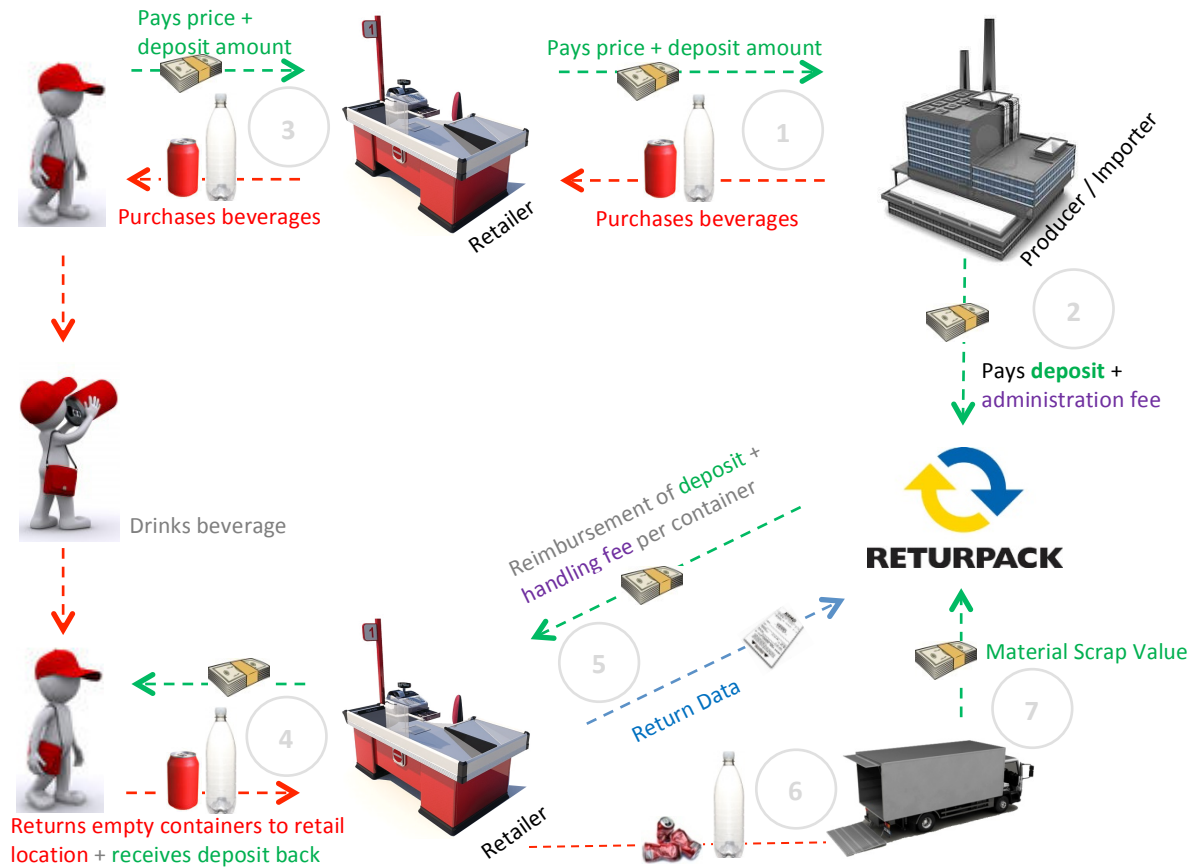 Pays price +
deposit amount
3
1
Purchases beverages
Retailer
Pays price + deposit amount
1
Purchases beverages
Producer / Importer
2
Pays deposit +
administration fee
RETURPACK
Drinks beverage
Reimbursement of deposit +
handling fee per container
5
Return Data
Material Scrap Value
7
4
1
Returns empty containers to retail
location + receives deposit back
Retailer
6